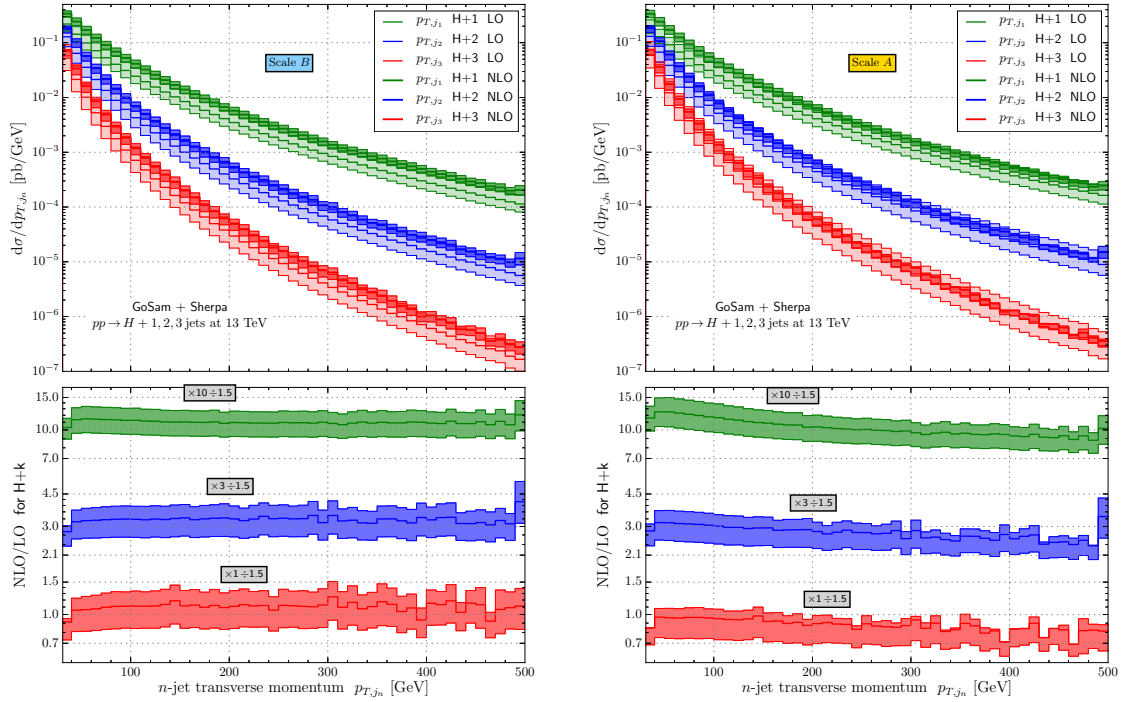 dσ/dp_{T,j_n} [pb/GeV]
10^{-1}
10^{-2}
10^{-3}
10^{-4}
10^{-5}
10^{-6}
10^{-7}
Scale B
p_{T,j_1} H+1 LO
p_{T,j_2} H+2 LO
p_{T,j_3} H+3 LO
p_{T,j_1} H+1 NLO
p_{T,j_2} H+2 NLO
p_{T,j_3} H+3 NLO
GoSam + Sherpa
pp → H + 1, 2, 3 jets at 13 TeV
NLO/LO for H+k
15.0
10.0
7.0
4.5
3.0
2.1
1.5
1.0
0.7
×10÷1.5
×3÷1.5
×1÷1.5
100 200 300 400 500
n-jet transverse momentum p_{T,j_n} [GeV]
dσ/dp_{T,j_n} [pb/GeV]
10^{-1}
10^{-2}
10^{-3}
10^{-4}
10^{-5}
10^{-6}
10^{-7}
Scale A
p_{T,j_1} H+1 LO
p_{T,j_2} H+2 LO
p_{T,j_3} H+3 LO
p_{T,j_1} H+1 NLO
p_{T,j_2} H+2 NLO
p_{T,j_3} H+3 NLO
GoSam + Sherpa
pp → H + 1, 2, 3 jets at 13 TeV
NLO/LO for H+k
15.0
10.0
7.0
4.5
3.0
2.1
1.5
1.0
0.7
×10÷1.5
×3÷1.5
×1÷1.5
100 200 300 400 500
n-jet transverse momentum p_{T,j_n} [GeV]